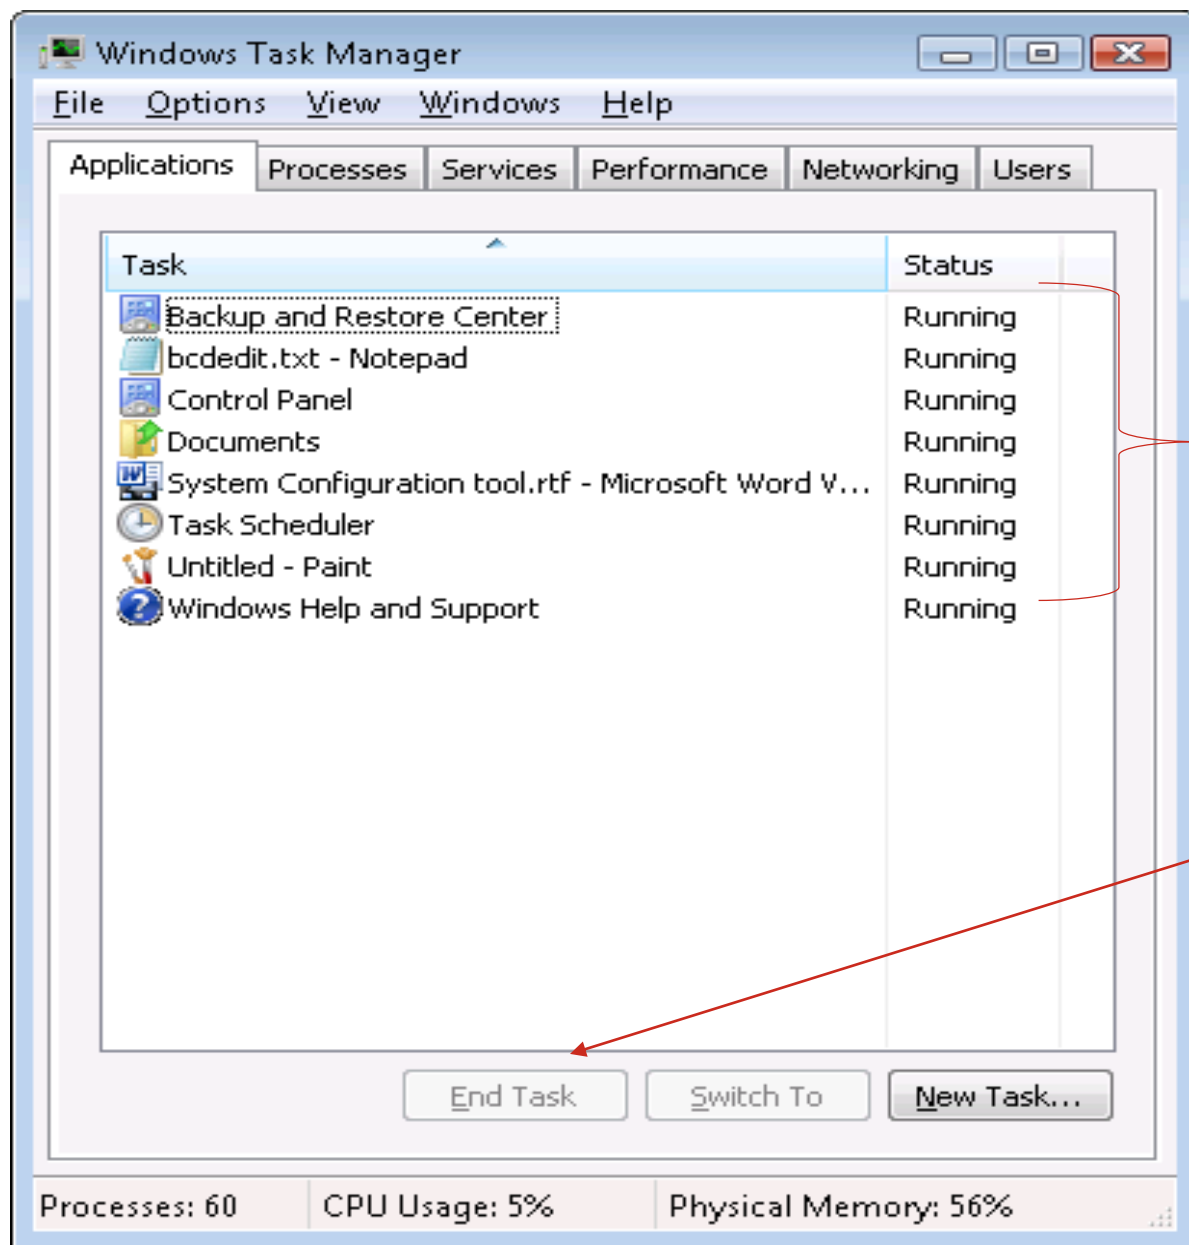 Windows Task Manager
File Options View Windows Help
Applications Processes Services Performance Networking Users
Task Status
Backup and Restore Center Running
bcdedit.txt - Notepad Running
Control Panel Running
Documents Running
System Configuration tool.rtf - Microsoft Word V... Running
Task Scheduler Running
Untitled - Paint Running
Windows Help and Support Running
End Task Switch To New Task...
Processes: 60 CPU Usage: 5% Physical Memory: 56%